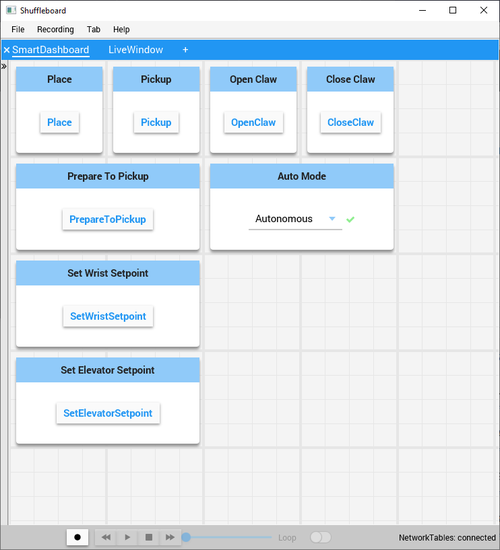 Shuffleboard
File Recording Tab Help
SmartDashboard LiveWindow +
Place Pickup Open Claw Close Claw
Place Pickup OpenClaw CloseClaw
Prepare To Pickup Auto Mode
PrepareToPickup Autonomous
Set Wrist Setpoint
SetWristSetpoint
Set Elevator Setpoint
SetElevatorSetpoint
Loop NetworkTables: connected